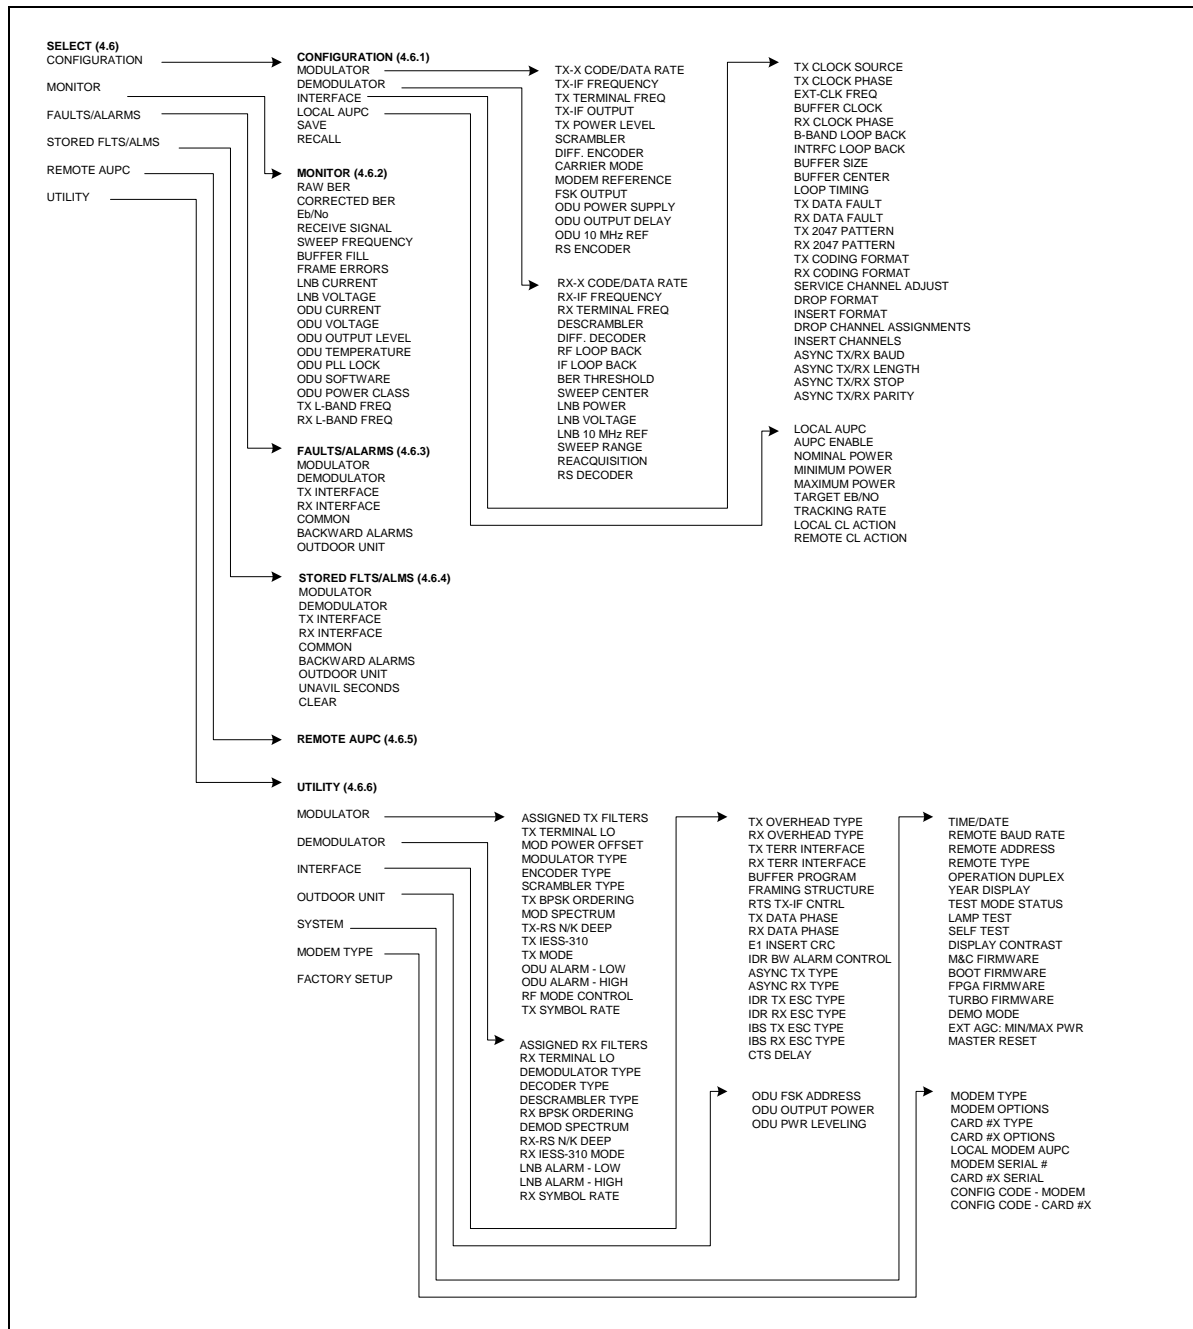 SELECT (4.6)
CONFIGURATION
MONITOR
FAULTS/ALARMS
STORED FLTS/ALMS
REMOTE AUPC
UTILITY
CONFIGURATION (4.6.1)
MODULATOR
DEMODULATOR
INTERFACE
LOCAL AUPC
SAVE
RECALL
MONITOR (4.6.2)
RAW BER
CORRECTED BER
Eb/No
RECEIVE SIGNAL
SWEEP FREQUENCY
BUFFER FILL
FRAME ERRORS
LNB CURRENT
LNB VOLTAGE
ODU CURRENT
ODU VOLTAGE
ODU OUTPUT LEVEL
ODU TEMPERATURE
ODU PLL LOCK
ODU SOFTWARE
ODU POWER CLASS
TX L-BAND FREQ
RX L-BAND FREQ
FAULTS/ALARMS (4.6.3)
MODULATOR
DEMODULATOR
TX INTERFACE
RX INTERFACE
COMMON
BACKWARD ALARMS
OUTDOOR UNIT
STORED FLTS/ALMS (4.6.4)
MODULATOR
DEMODULATOR
TX INTERFACE
RX INTERFACE
COMMON
BACKWARD ALARMS
OUTDOOR UNIT
UNAVIL SECONDS
CLEAR
REMOTE AUPC (4.6.5)
TX-X CODE/DATA RATE
TX-IF FREQUENCY
TX TERMINAL FREQ
TX-IF OUTPUT
TX POWER LEVEL
SCRAMBLER
DIFF. ENCODER
CARRIER MODE
MODEM REFERENCE
FSK OUTPUT
ODU POWER SUPPLY
ODU OUTPUT DELAY
ODU 10 MHz REF
RS ENCODER
RX-X CODE/DATA RATE
RX-IF FREQUENCY
RX TERMINAL FREQ
DESCRAMBLER
DIFF. DECODER
RF LOOP BACK
IF LOOP BACK
BER THRESHOLD
SWEEP CENTER
LNB POWER
LNB VOLTAGE
LNB 10 MHz REF
SWEEP RANGE
REACQUISITION
RS DECODER
TX CLOCK SOURCE
TX CLOCK PHASE
EXT-CLK FREQ
BUFFER CLOCK
RX CLOCK PHASE
B-BAND LOOP BACK
INTRFC LOOP BACK
BUFFER SIZE
BUFFER CENTER
LOOP TIMING
TX DATA FAULT
RX DATA FAULT
TX 2047 PATTERN
RX 2047 PATTERN
TX CODING FORMAT
RX CODING FORMAT
SERVICE CHANNEL ADJUST
DROP FORMAT
INSERT FORMAT
DROP CHANNEL ASSIGNMENTS
INSERT CHANNELS
ASYNC TX/RX BAUD
ASYNC TX/RX LENGTH
ASYNC TX/RX STOP
ASYNC TX/RX PARITY
LOCAL AUPC
AUPC ENABLE
NOMINAL POWER
MINIMUM POWER
MAXIMUM POWER
TARGET EB/NO
TRACKING RATE
LOCAL CL ACTION
REMOTE CL ACTION
UTILITY (4.6.6)
MODULATOR
DEMODULATOR
INTERFACE
OUTDOOR UNIT
SYSTEM
MODEM TYPE
FACTORY SETUP
ASSIGNED TX FILTERS
TX TERMINAL LO
MOD POWER OFFSET
MODULATOR TYPE
ENCODER TYPE
SCRAMBLER TYPE
TX BPSK ORDERING
MOD SPECTRUM
TX-RS N/K DEEP
TX IESS-310
TX MODE
ODU ALARM - LOW
ODU ALARM - HIGH
RF MODE CONTROL
TX SYMBOL RATE
ASSIGNED RX FILTERS
RX TERMINAL LO
DEMODULATOR TYPE
DECODER TYPE
DESCRAMBLER TYPE
RX BPSK ORDERING
DEMOD SPECTRUM
RX-RS N/K DEEP
RX IESS-310 MODE
LNB ALARM - LOW
LNB ALARM - HIGH
RX SYMBOL RATE
TX OVERHEAD TYPE
RX OVERHEAD TYPE
TX TERR INTERFACE
RX TERR INTERFACE
BUFFER PROGRAM
FRAMING STRUCTURE
RTS TX-IF CNTRL
TX DATA PHASE
RX DATA PHASE
E1 INSERT CRC
IDR BW ALARM CONTROL
ASYNC TX TYPE
ASYNC RX TYPE
IDR TX ESC TYPE
IDR RX ESC TYPE
IBS TX ESC TYPE
IBS RX ESC TYPE
CTS DELAY
ODU FSK ADDRESS
ODU OUTPUT POWER
ODU PWR LEVELING
TIME/DATE
REMOTE BAUD RATE
REMOTE ADDRESS
REMOTE TYPE
OPERATION DUPLEX
YEAR DISPLAY
TEST MODE STATUS
LAMP TEST
SELF TEST
DISPLAY CONTRAST
M&C FIRMWARE
BOOT FIRMWARE
FPGA FIRMWARE
TURBO FIRMWARE
DEMO MODE
EXT AGC: MIN/MAX PWR
MASTER RESET
MODEM TYPE
MODEM OPTIONS
CARD #X TYPE
CARD #X OPTIONS
LOCAL MODEM AUPC
MODEM SERIAL #
CARD #X SERIAL
CONFIG CODE - MODEM
CONFIG CODE - CARD #X